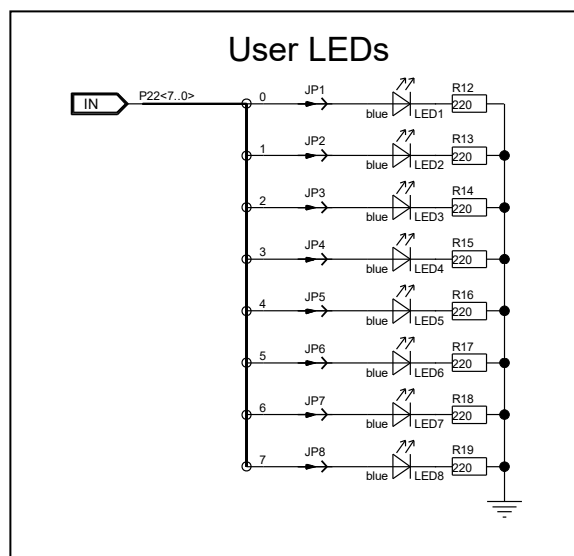 User LEDs
IN
P22<7..0>
0
JP1
blue
LED1
R12
220
1
JP2
blue
LED2
R13
220
2
JP3
blue
LED3
R14
220
3
JP4
blue
LED4
R15
220
4
JP5
blue
LED5
R16
220
5
JP6
blue
LED6
R17
220
6
JP7
blue
LED7
R18
220
7
JP8
blue
LED8
R19
220